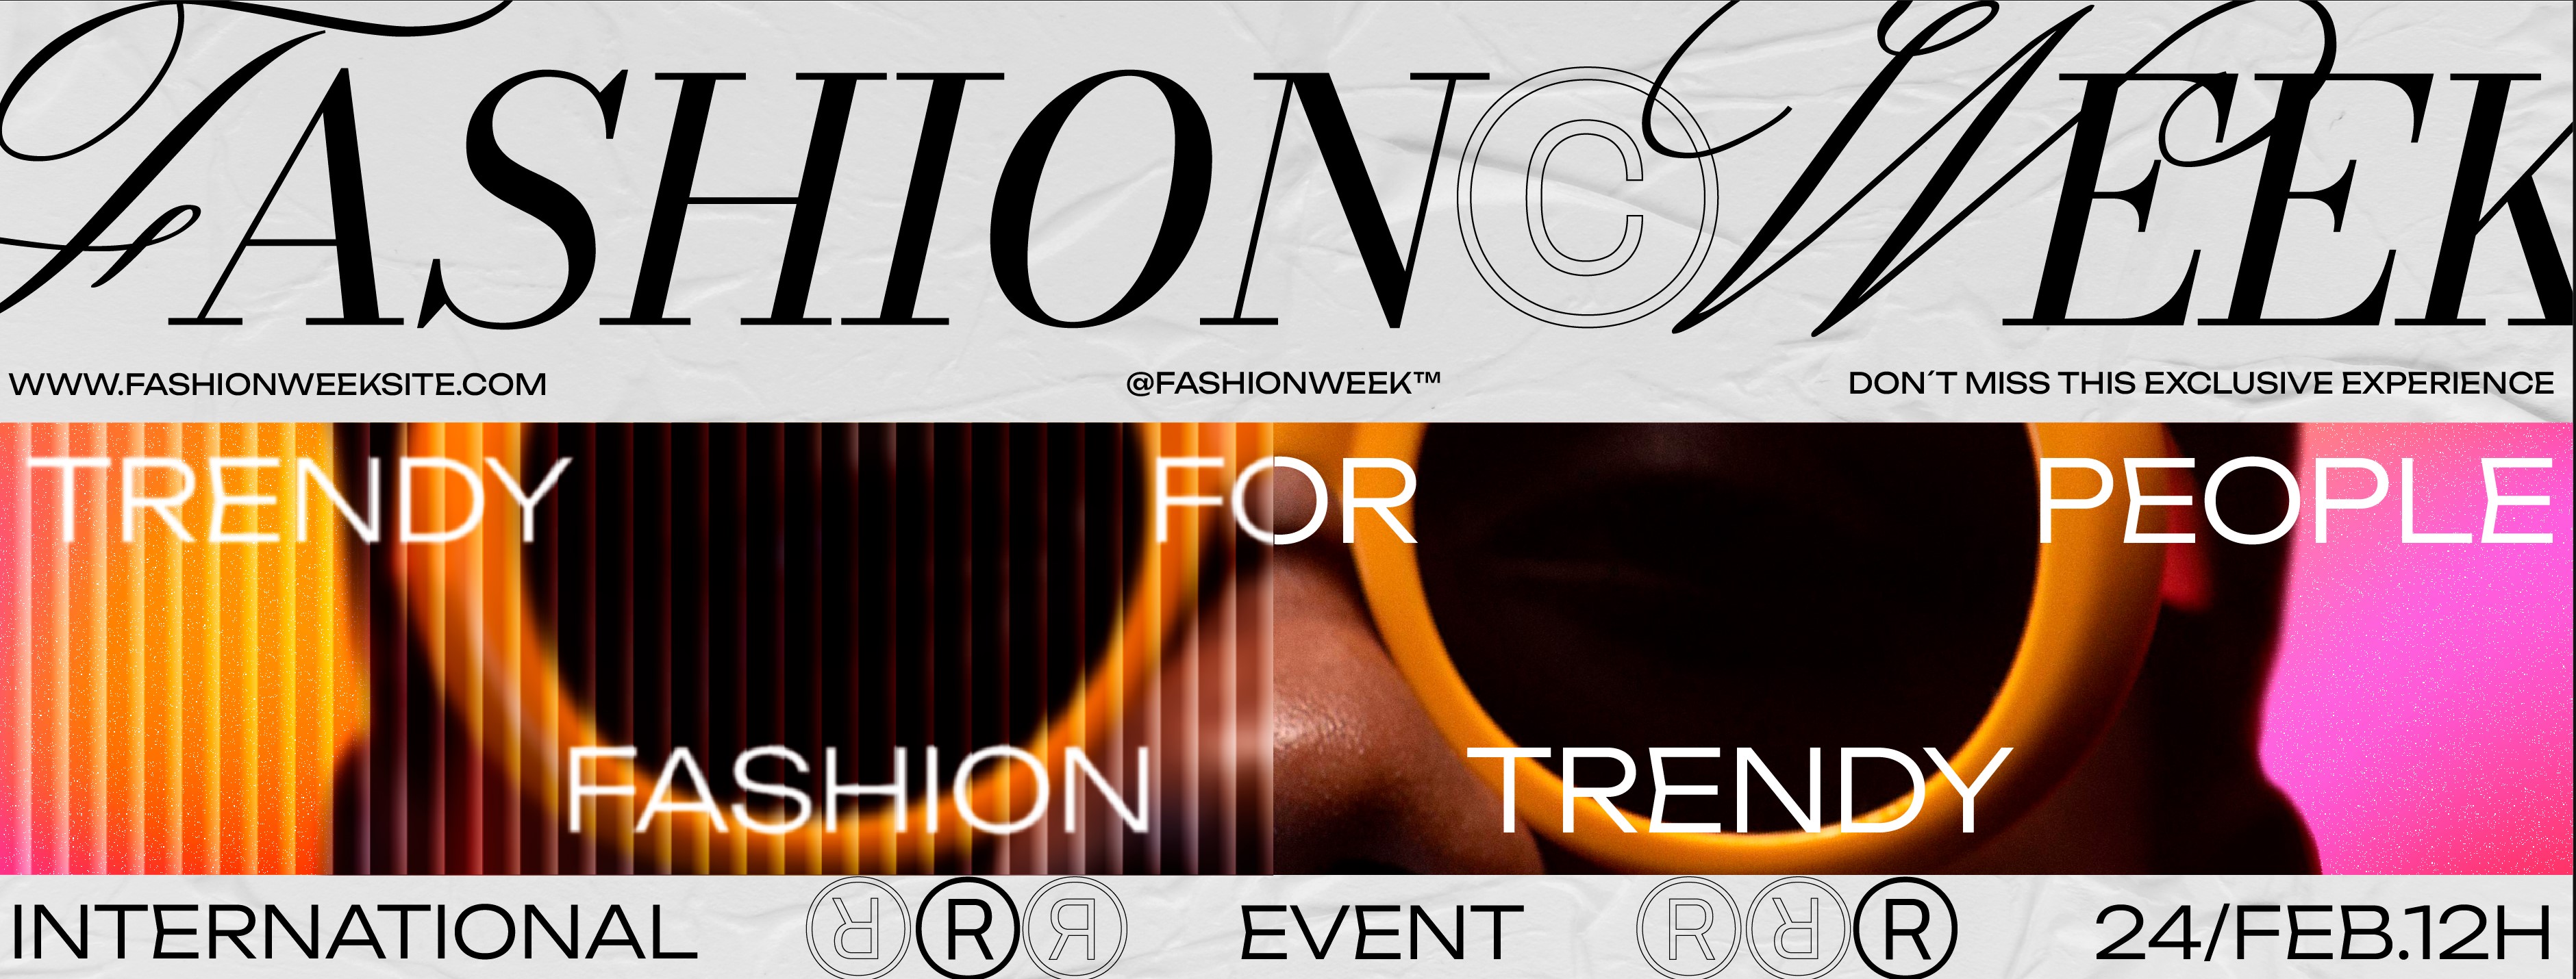 FASHION©WEEK
WWW.FASHIONWEEKSITE.COM @FASHIONWEEK™ DON´T MISS THIS EXCLUSIVE EXPERIENCE
TRENDY FOR PEOPLE
FASHION TRENDY
INTERNATIONAL ®®® EVENT ®®® 24/FEB.12H